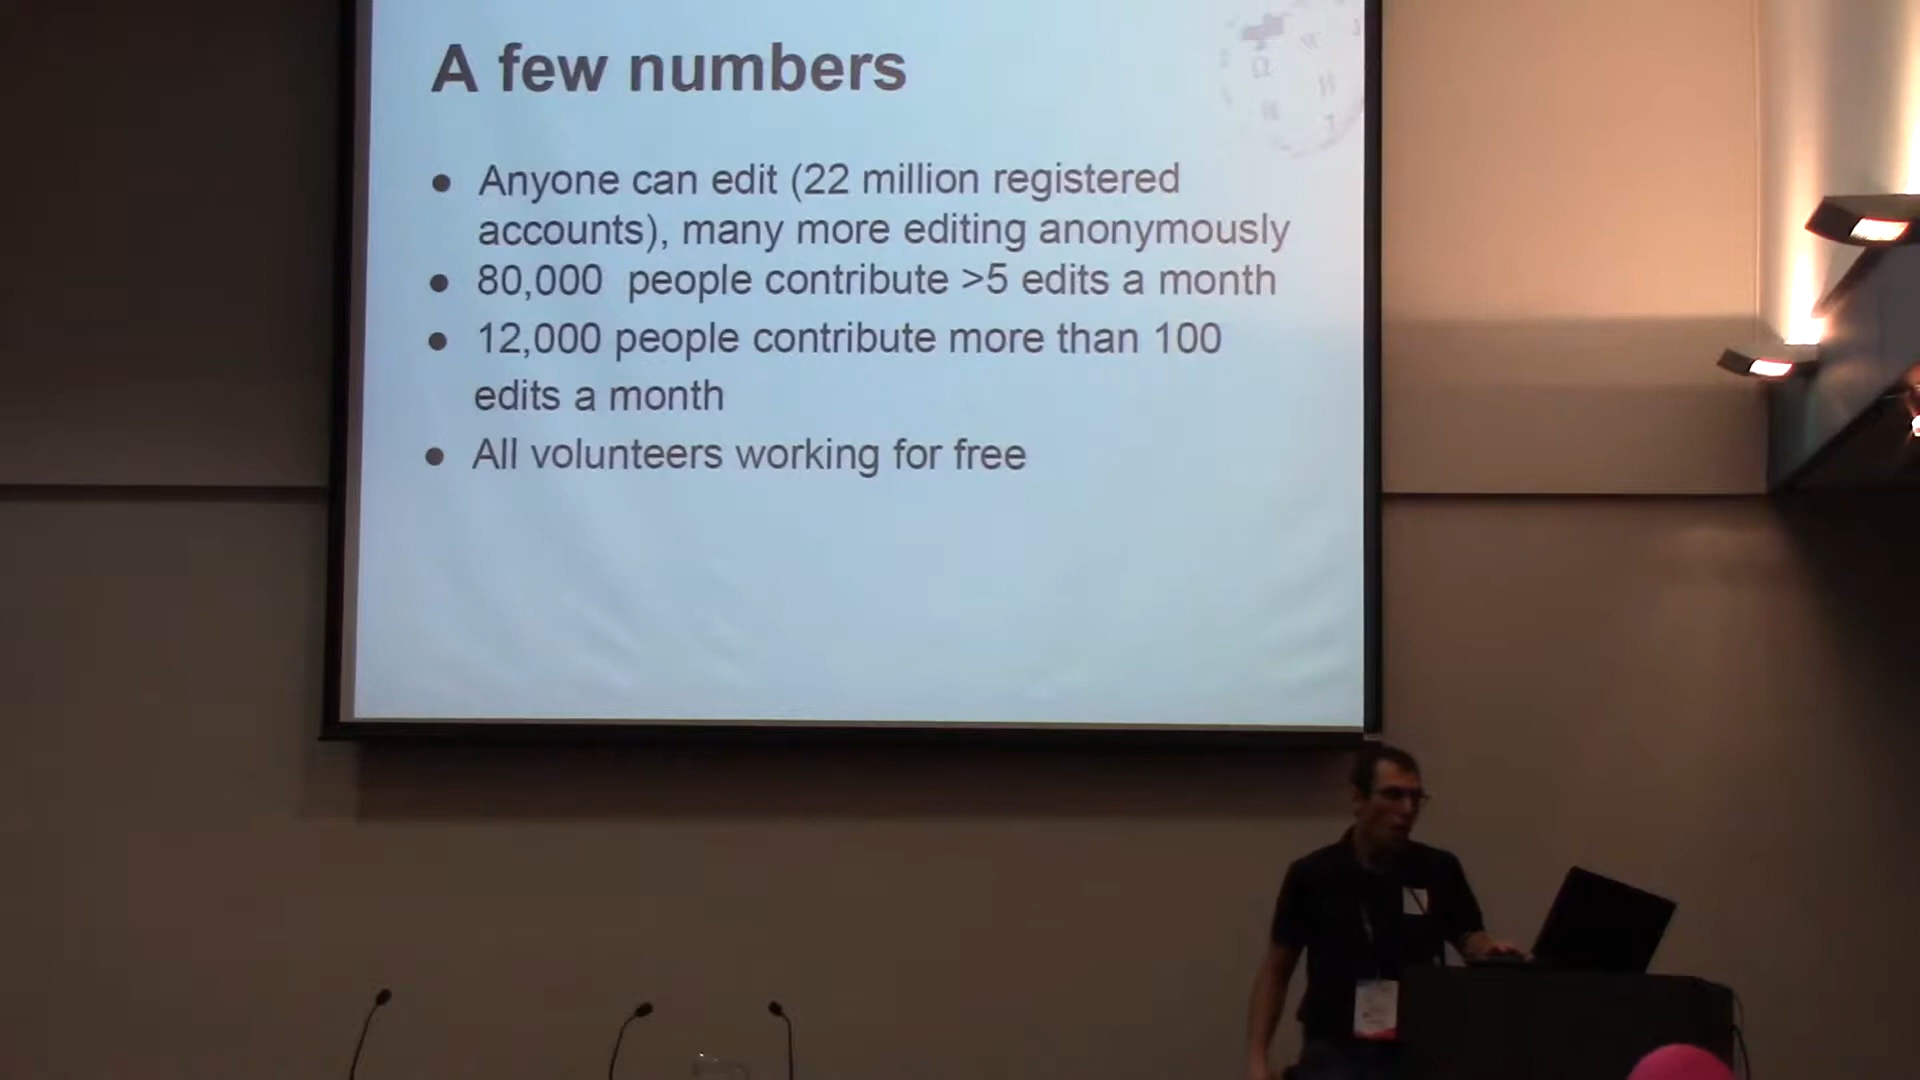 A few numbers
● Anyone can edit (22 million registered
accounts), many more editing anonymously
● 80,000 people contribute >5 edits a month
● 12,000 people contribute more than 100
edits a month
● All volunteers working for free